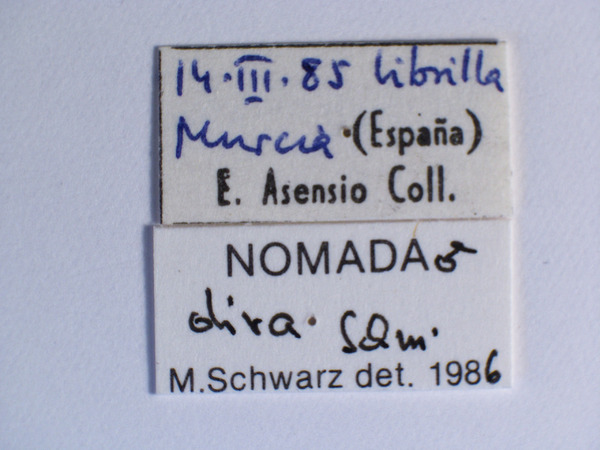 14.III.85 Librilla
Murcia (España)
E. Asensio Coll.
NOMADA ♂
dira Schm.
M.Schwarz det. 1986